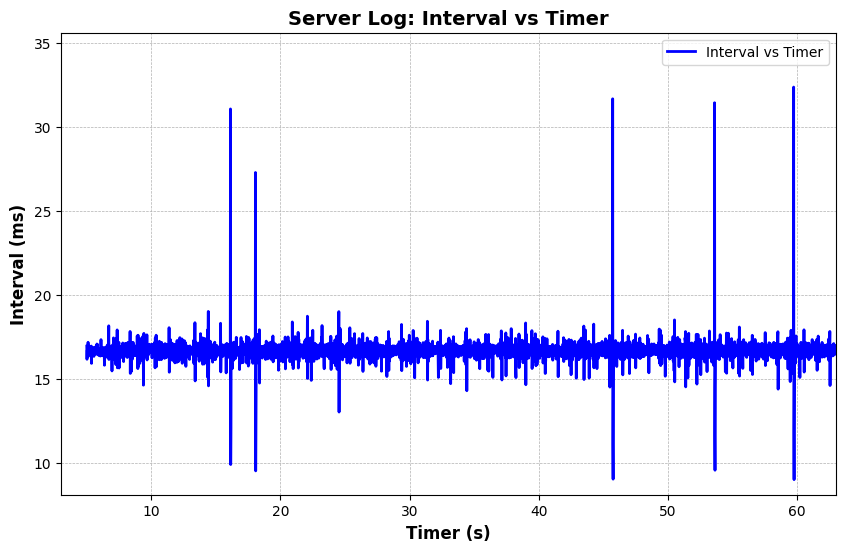 Server Log: Interval vs Timer
Interval vs Timer
35
30
25
20
15
10
Interval (ms)
10 20 30 40 50 60
Timer (s)